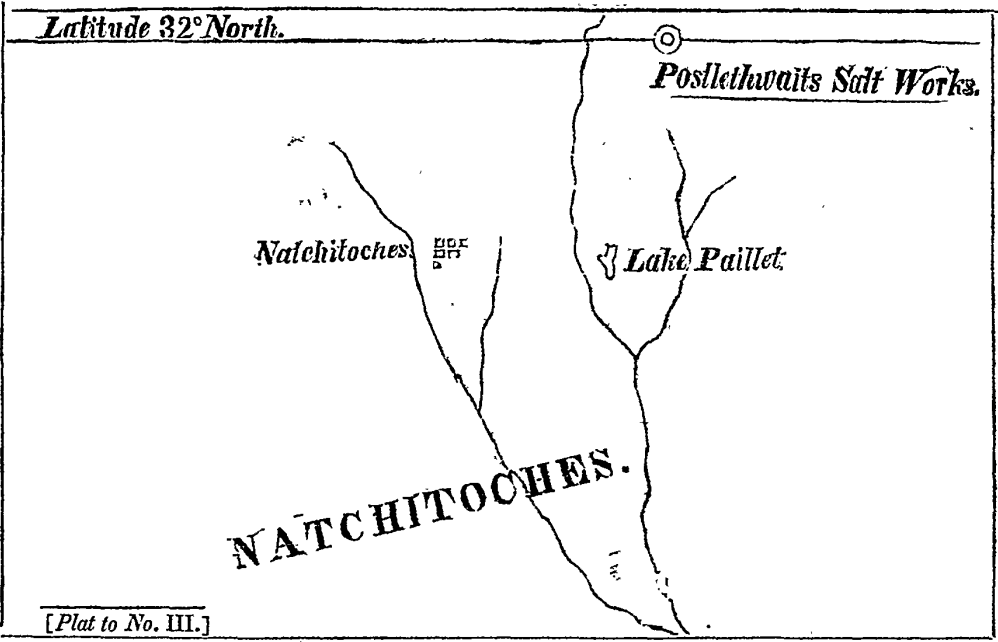 Latitude 32° North.
Postlethwaits Salt Works.
Natchitoches.
Lake Paillet.
NATCHITOCHES.
[Plat to No. III.]